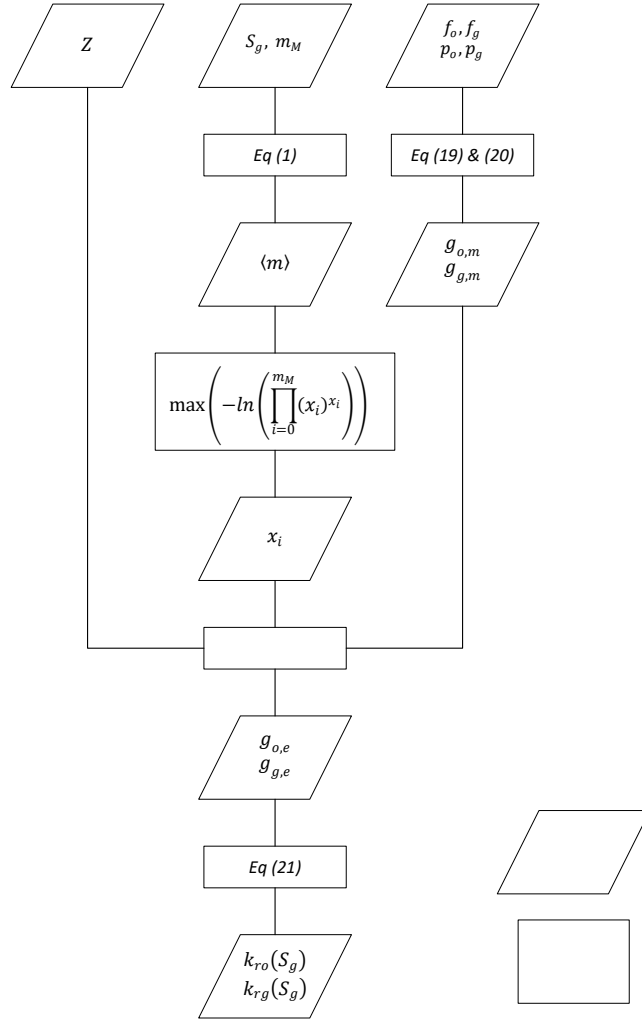 Z
S_g, m_M
f_o, f_g
p_o, p_g
Eq (1)
Eq (19) & (20)
⟨m⟩
g_{o,m}
g_{g,m}
max(-ln(∏_{i=0}^{m_M}(x_i)^{x_i}))
x_i
g_{o,e}
g_{g,e}
Eq (21)
k_{ro}(S_g)
k_{rg}(S_g)